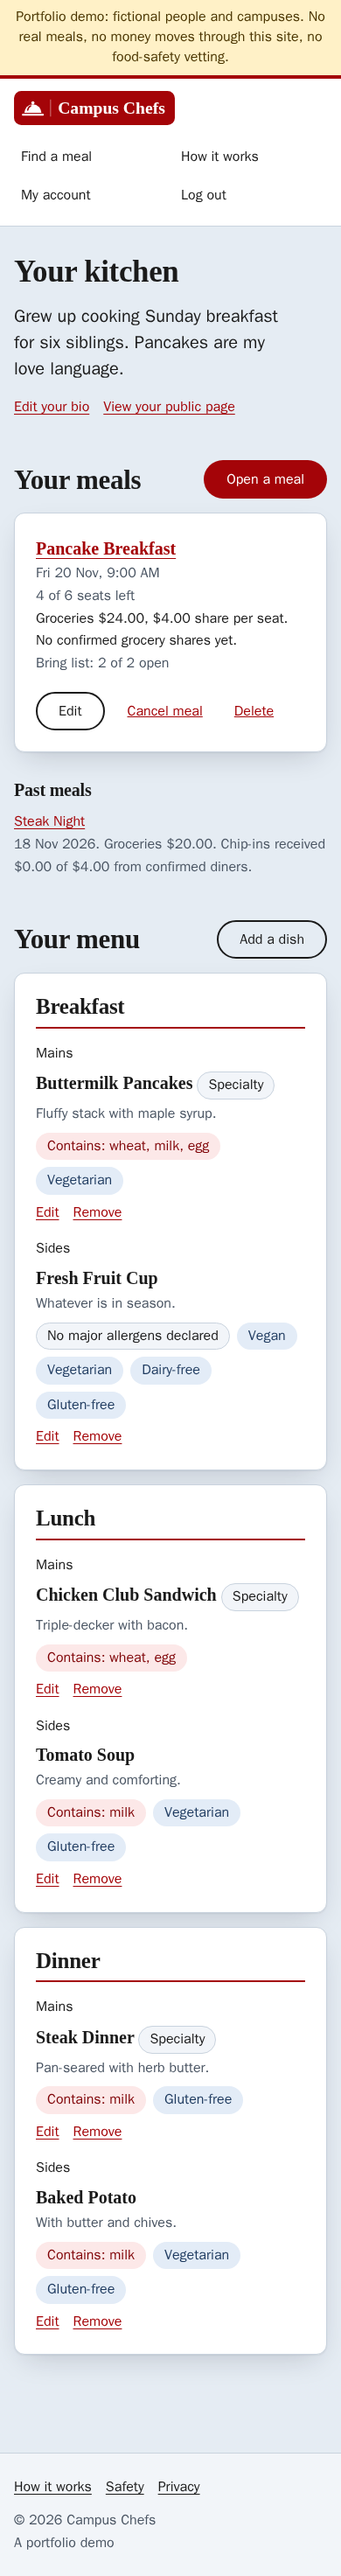 Portfolio demo: fictional people and campuses. No
real meals, no money moves through this site, no
food-safety vetting.
Campus Chefs
Find a meal
How it works
My account
Log out
Your kitchen
Grew up cooking Sunday breakfast
for six siblings. Pancakes are my
love language.
Edit your bio View your public page
Your meals
Open a meal
Pancake Breakfast
Fri 20 Nov, 9:00 AM
4 of 6 seats left
Groceries $24.00, $4.00 share per seat.
No confirmed grocery shares yet.
Bring list: 2 of 2 open
Edit Cancel meal Delete
Past meals
Steak Night
18 Nov 2026. Groceries $20.00. Chip-ins received
$0.00 of $4.00 from confirmed diners.
Your menu
Add a dish
Breakfast
Mains
Buttermilk Pancakes Specialty
Fluffy stack with maple syrup.
Contains: wheat, milk, egg
Vegetarian
Edit Remove
Sides
Fresh Fruit Cup
Whatever is in season.
No major allergens declared Vegan
Vegetarian Dairy-free
Gluten-free
Edit Remove
Lunch
Mains
Chicken Club Sandwich Specialty
Triple-decker with bacon.
Contains: wheat, egg
Edit Remove
Sides
Tomato Soup
Creamy and comforting.
Contains: milk Vegetarian
Gluten-free
Edit Remove
Dinner
Mains
Steak Dinner Specialty
Pan-seared with herb butter.
Contains: milk Gluten-free
Edit Remove
Sides
Baked Potato
With butter and chives.
Contains: milk Vegetarian
Gluten-free
Edit Remove
How it works Safety Privacy
© 2026 Campus Chefs
A portfolio demo